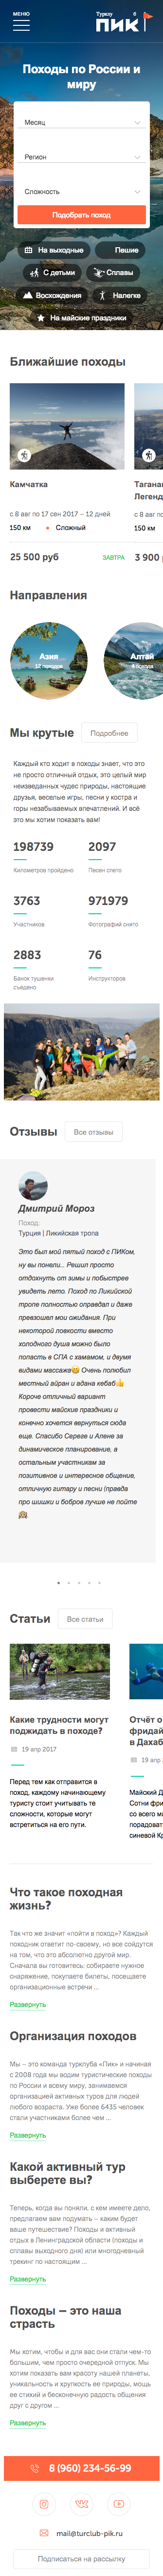 МЕНЮ
Турклуб
ПИК
Походы по России и
миру
Месяц
Регион
Сложность
Подобрать поход
На выходные
Пешие
С детьми
Сплавы
Восхождения
Налегке
На майские праздники
Ближайшие походы
Камчатка
с 8 авг по 17 сен 2017 – 12 дней
150 км
Сложный
25 500 руб
ЗАВТРА
Тагана
Легенд
с 8 авг по
150 км
3 900
Направления
Азия
Алтай
Мы крутые
Подробнее
Каждый кто ходит в походы знает, что это
не просто отличный отдых, это целый мир
неизведанных чудес природы, настоящие
друзья, веселые игры, песни у костра и
горы незабываемых впечатлений. И всё
это мы хотим показать вам!
198739
2097
Километров пройдено
Песен спето
3763
971979
Участников
Фотографий снято
2883
76
Банок тушенки
съедено
Инструкторов
Отзывы
Все отзывы
Дмитрий Мороз
Поход:
Турция | Ликийская тропа
Это был мой пятый поход с ПИКом,
ну вы поняли... Решил просто
отдохнуть от зимы и побыстрее
увидеть лето. Поход по Ликийской
тропе полностью оправдал и даже
превзошел мои ожидания. При
некоторой ловкости вместо
холодного душа можно было
попасть в СПА с хамамом, и двумя
видами массажа😋 Очень полюбил
местный айран и адана кебаб👍
Короче отличный вариант
провести майские праздники и
конечно хочется вернуться сюда
еще. Спасибо Сереге и Алене за
динамическое планирование, а
остальным участникам за
позитивное и интересное общение,
отличную гитару и песни (правда
про шишки и бобров лучше не пойте
🙉.
Статьи
Все статьи
Какие трудности могут
поджидать в походе?
19 апр 2017
Перед тем как отправится в
поход, каждому начинающему
туристу стоит учитывать те
сложности, которые могут
встретиться на его пути.
Отчёт о
фридай
в Дахаб
19 апр
Майский Д
Сотни фри
со всего м
порадоват
синевой Кр
Что такое походная
жизнь?
Так что же значит «пойти в поход»? Каждый
походник ответит по-своему, но все сойдутся
на том, что это абсолютно другой мир.
Сначала вы готовитесь: собираете нужное
снаряжение, покупаете билеты, посещаете
организационные встречи ...
Развернуть
Организация походов
Мы – это команда турклуба «Пик» и начиная
с 2008 года мы водим туристические походы
по России и всему миру, занимаемся
организацией активных туров для людей
любого возраста. Уже более 6435 человек
стали участниками более чем ...
Развернуть
Какой активный тур
выберете вы?
Теперь, когда вы поняли, с кем имеете дело,
предлагаем вам подумать – каким будет
ваше путешествие? Походы и активный
отдых в Ленинградской области (походы и
сплавы выходного дня) или многодневный
трекинг по настоящим ...
Развернуть
Походы – это наша
страсть
Мы хотим, чтобы и для вас они стали чем-то
большим, чем просто очередной отпуск. Мы
хотим показать вам красоту нашей планеты,
уникальность и хрупкость ее природы, мощь
ее стихий и бесконечную радость общения
друг с другом ...
Развернуть
8 (960) 234-56-99
mail@turclub-pik.ru
Подписаться на рассылку